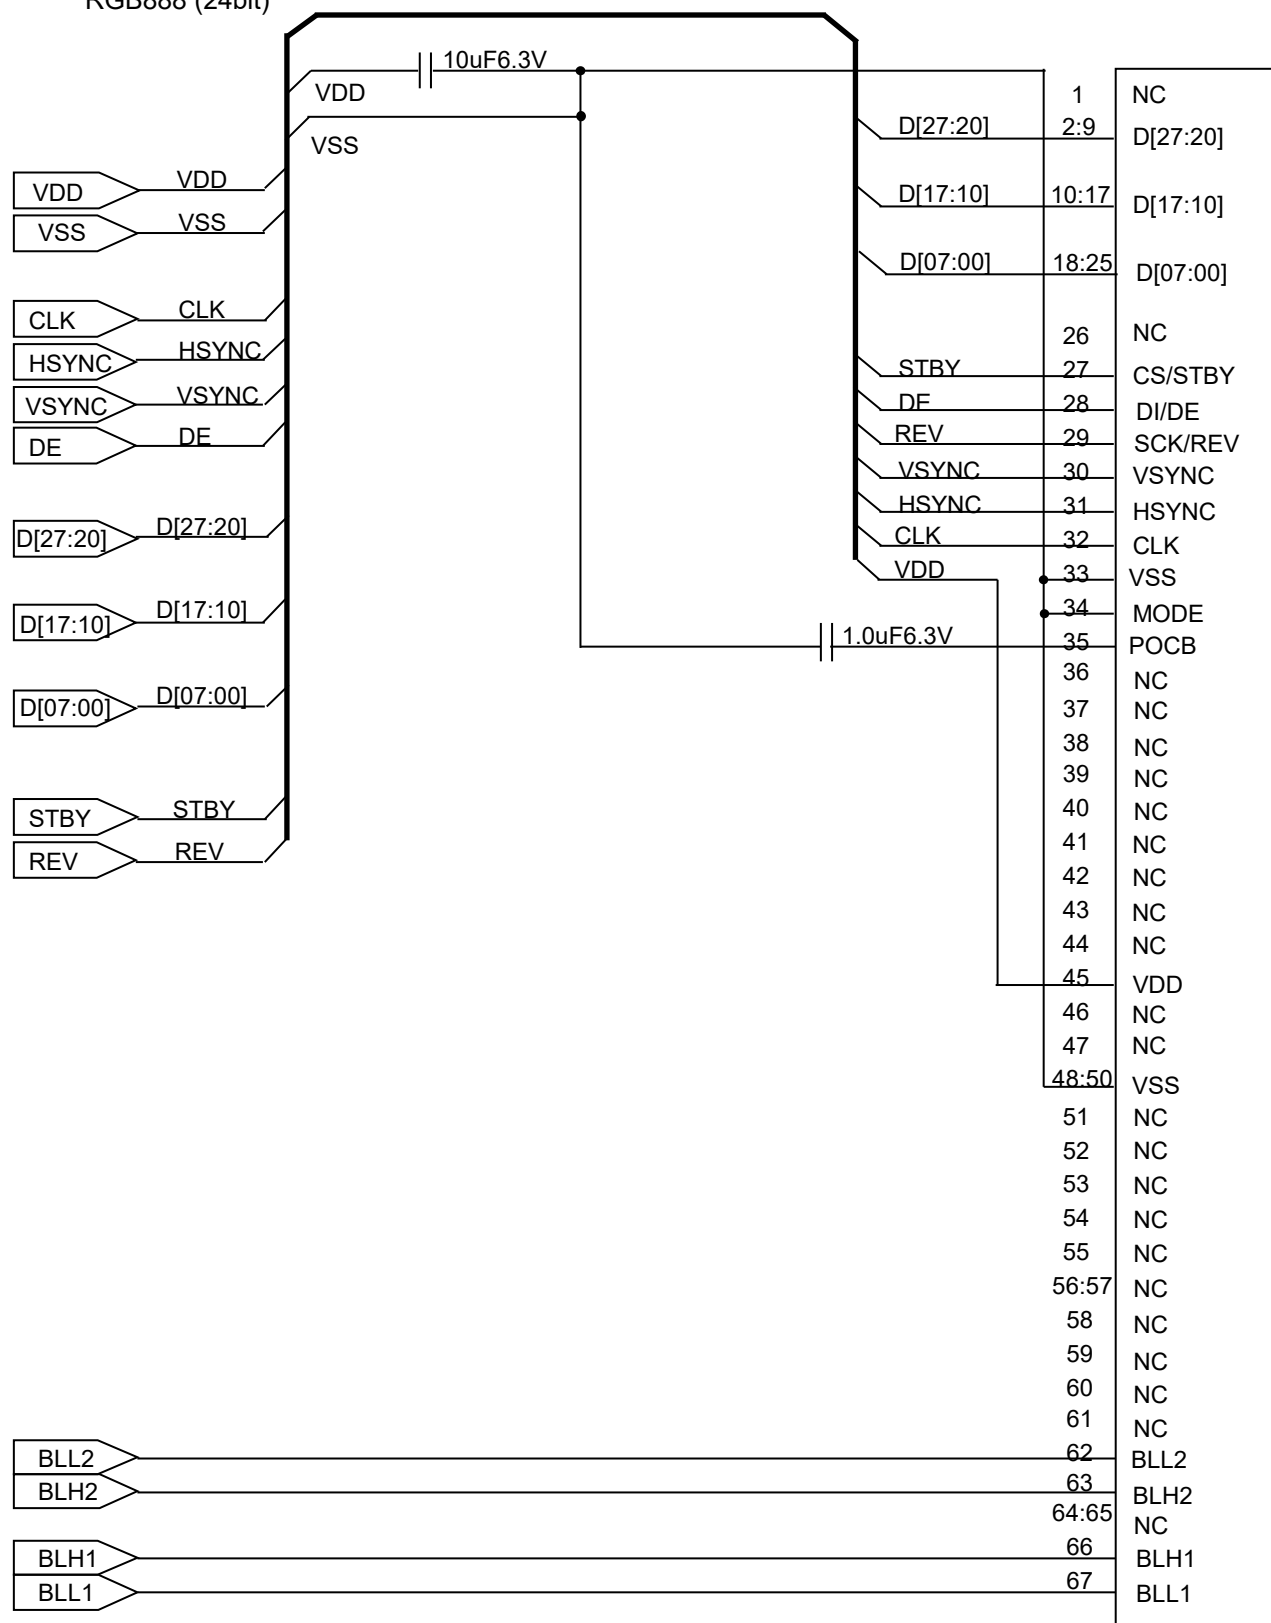 RGB888 (24bit)
10uF6.3V
VDD
VSS
VDD VDD
VSS VSS
CLK CLK
HSYNC HSYNC
VSYNC VSYNC
DE DE
D[27:20] D[27:20]
D[17:10] D[17:10]
D[07:00] D[07:00]
STBY STBY
REV REV
1 NC
D[27:20] 2:9 D[27:20]
D[17:10] 10:17 D[17:10]
D[07:00] 18:25 D[07:00]
26 NC
STBY 27 CS/STBY
DE 28 DI/DE
REV 29 SCK/REV
VSYNC 30 VSYNC
HSYNC 31 HSYNC
CLK 32 CLK
VDD 33 VSS
34 MODE
1.0uF6.3V 35 POCB
36 NC
37 NC
38 NC
39 NC
40 NC
41 NC
42 NC
43 NC
44 NC
45 VDD
46 NC
47 NC
48:50 VSS
51 NC
52 NC
53 NC
54 NC
55 NC
56:57 NC
58 NC
59 NC
60 NC
61 NC
BLL2 62 BLL2
BLH2 63 BLH2
64:65 NC
BLH1 66 BLH1
BLL1 67 BLL1